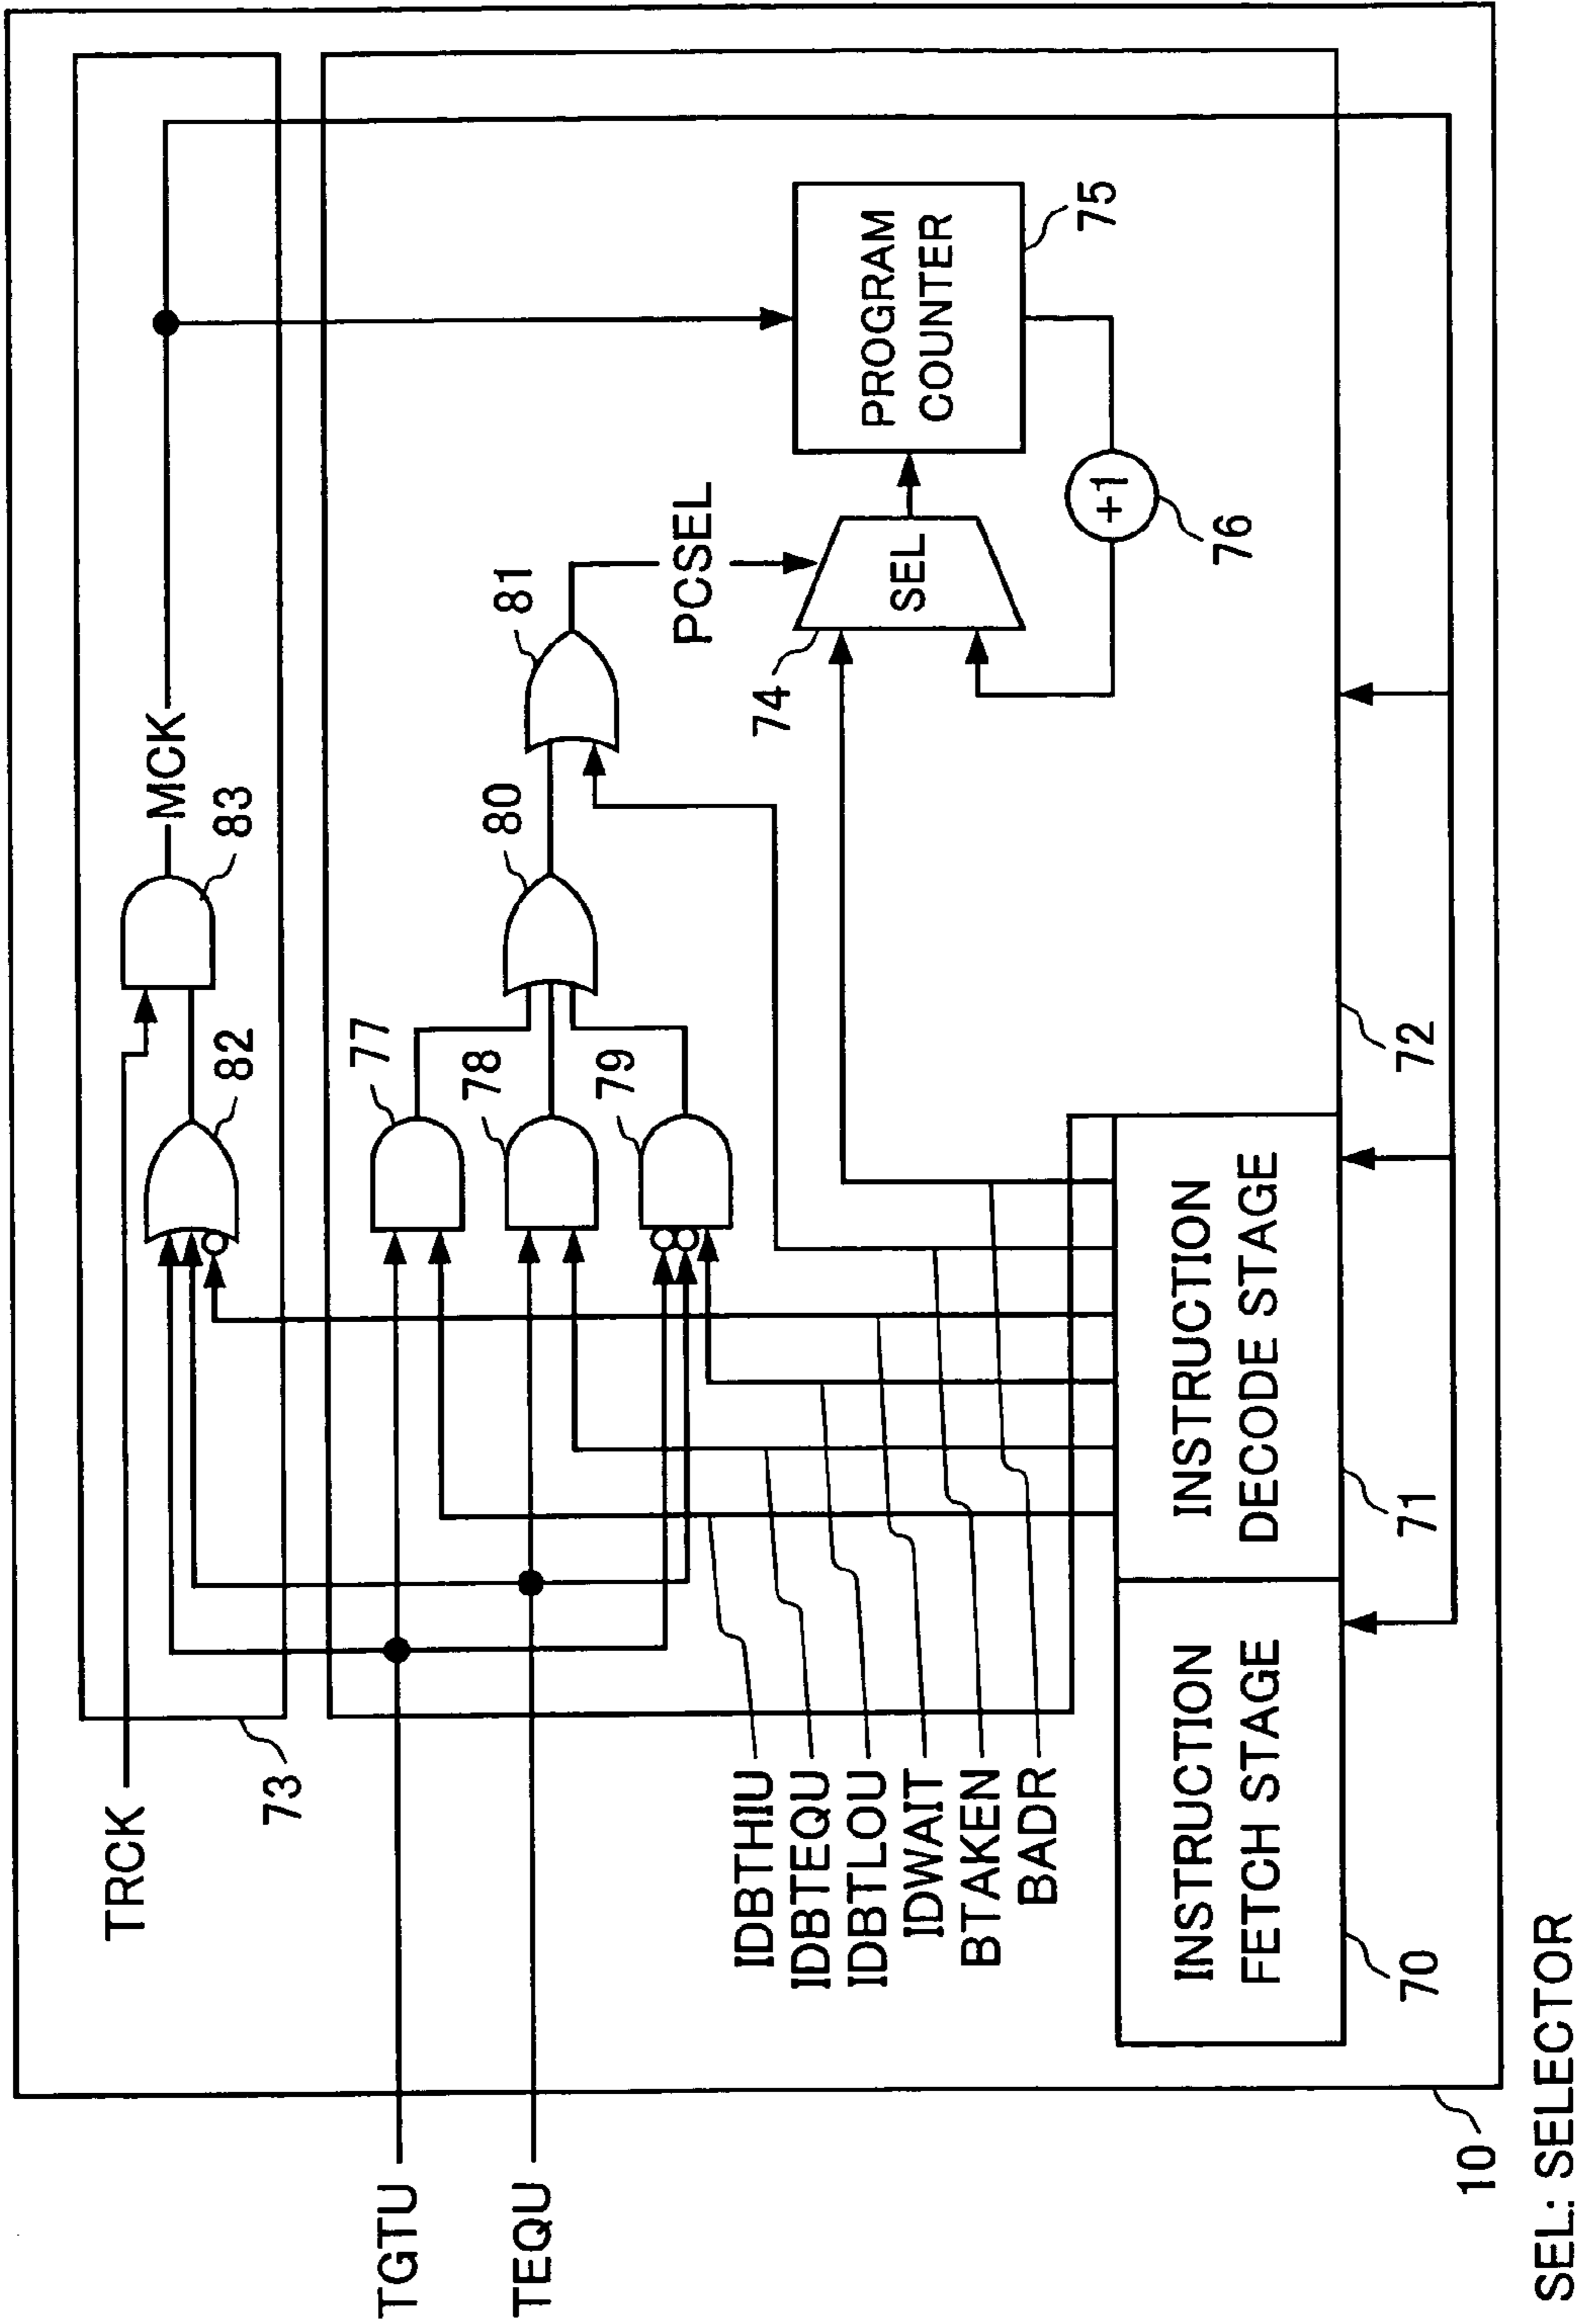 TRCK
73
82
83
MCK
TGTU
TEQU
77
78
79
80
81
PCSEL
74
SEL
PROGRAM
COUNTER
75
+1
76
IDBTHIU
IDBTEQU
IDBTLOU
IDWAIT
BTAKEN
BADR
INSTRUCTION
FETCH STAGE
70
INSTRUCTION
DECODE STAGE
71
72
10
SEL: SELECTOR